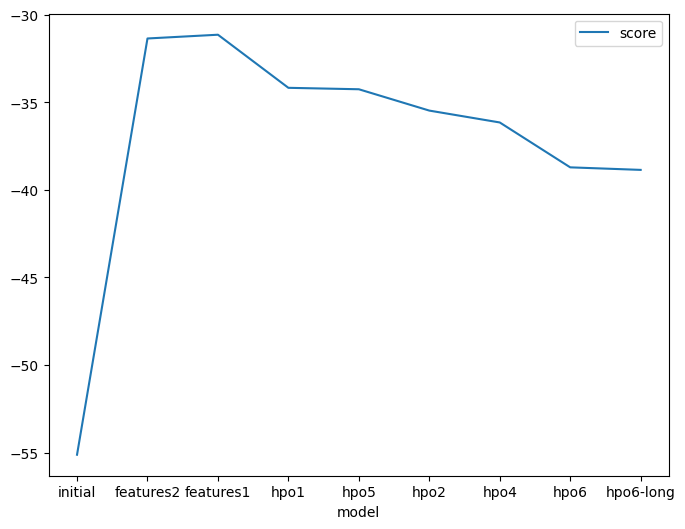 score
−30
−35
−40
−45
−50
−55
initial features2 features1 hpo1 hpo5 hpo2 hpo4 hpo6 hpo6-long
model